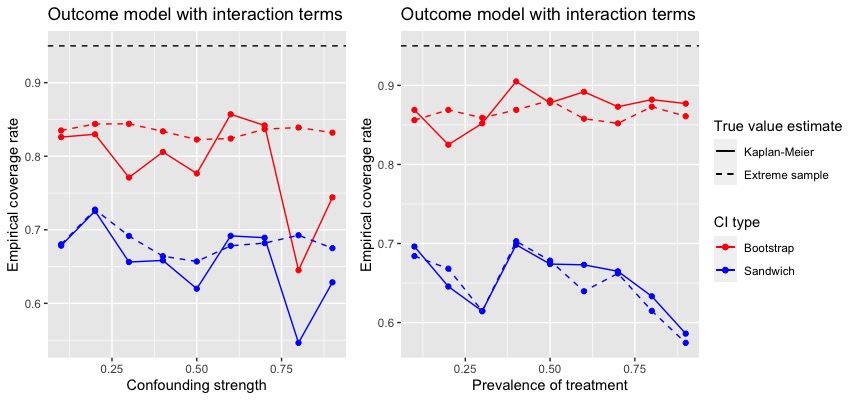 Outcome model with interaction terms
Empirical coverage rate
0.9
0.8
0.7
0.6
0.25
0.50
0.75
Confounding strength
Outcome model with interaction terms
Empirical coverage rate
0.9
0.8
0.7
0.6
0.25
0.50
0.75
Prevalence of treatment
True value estimate
Kaplan-Meier
Extreme sample
CI type
Bootstrap
Sandwich